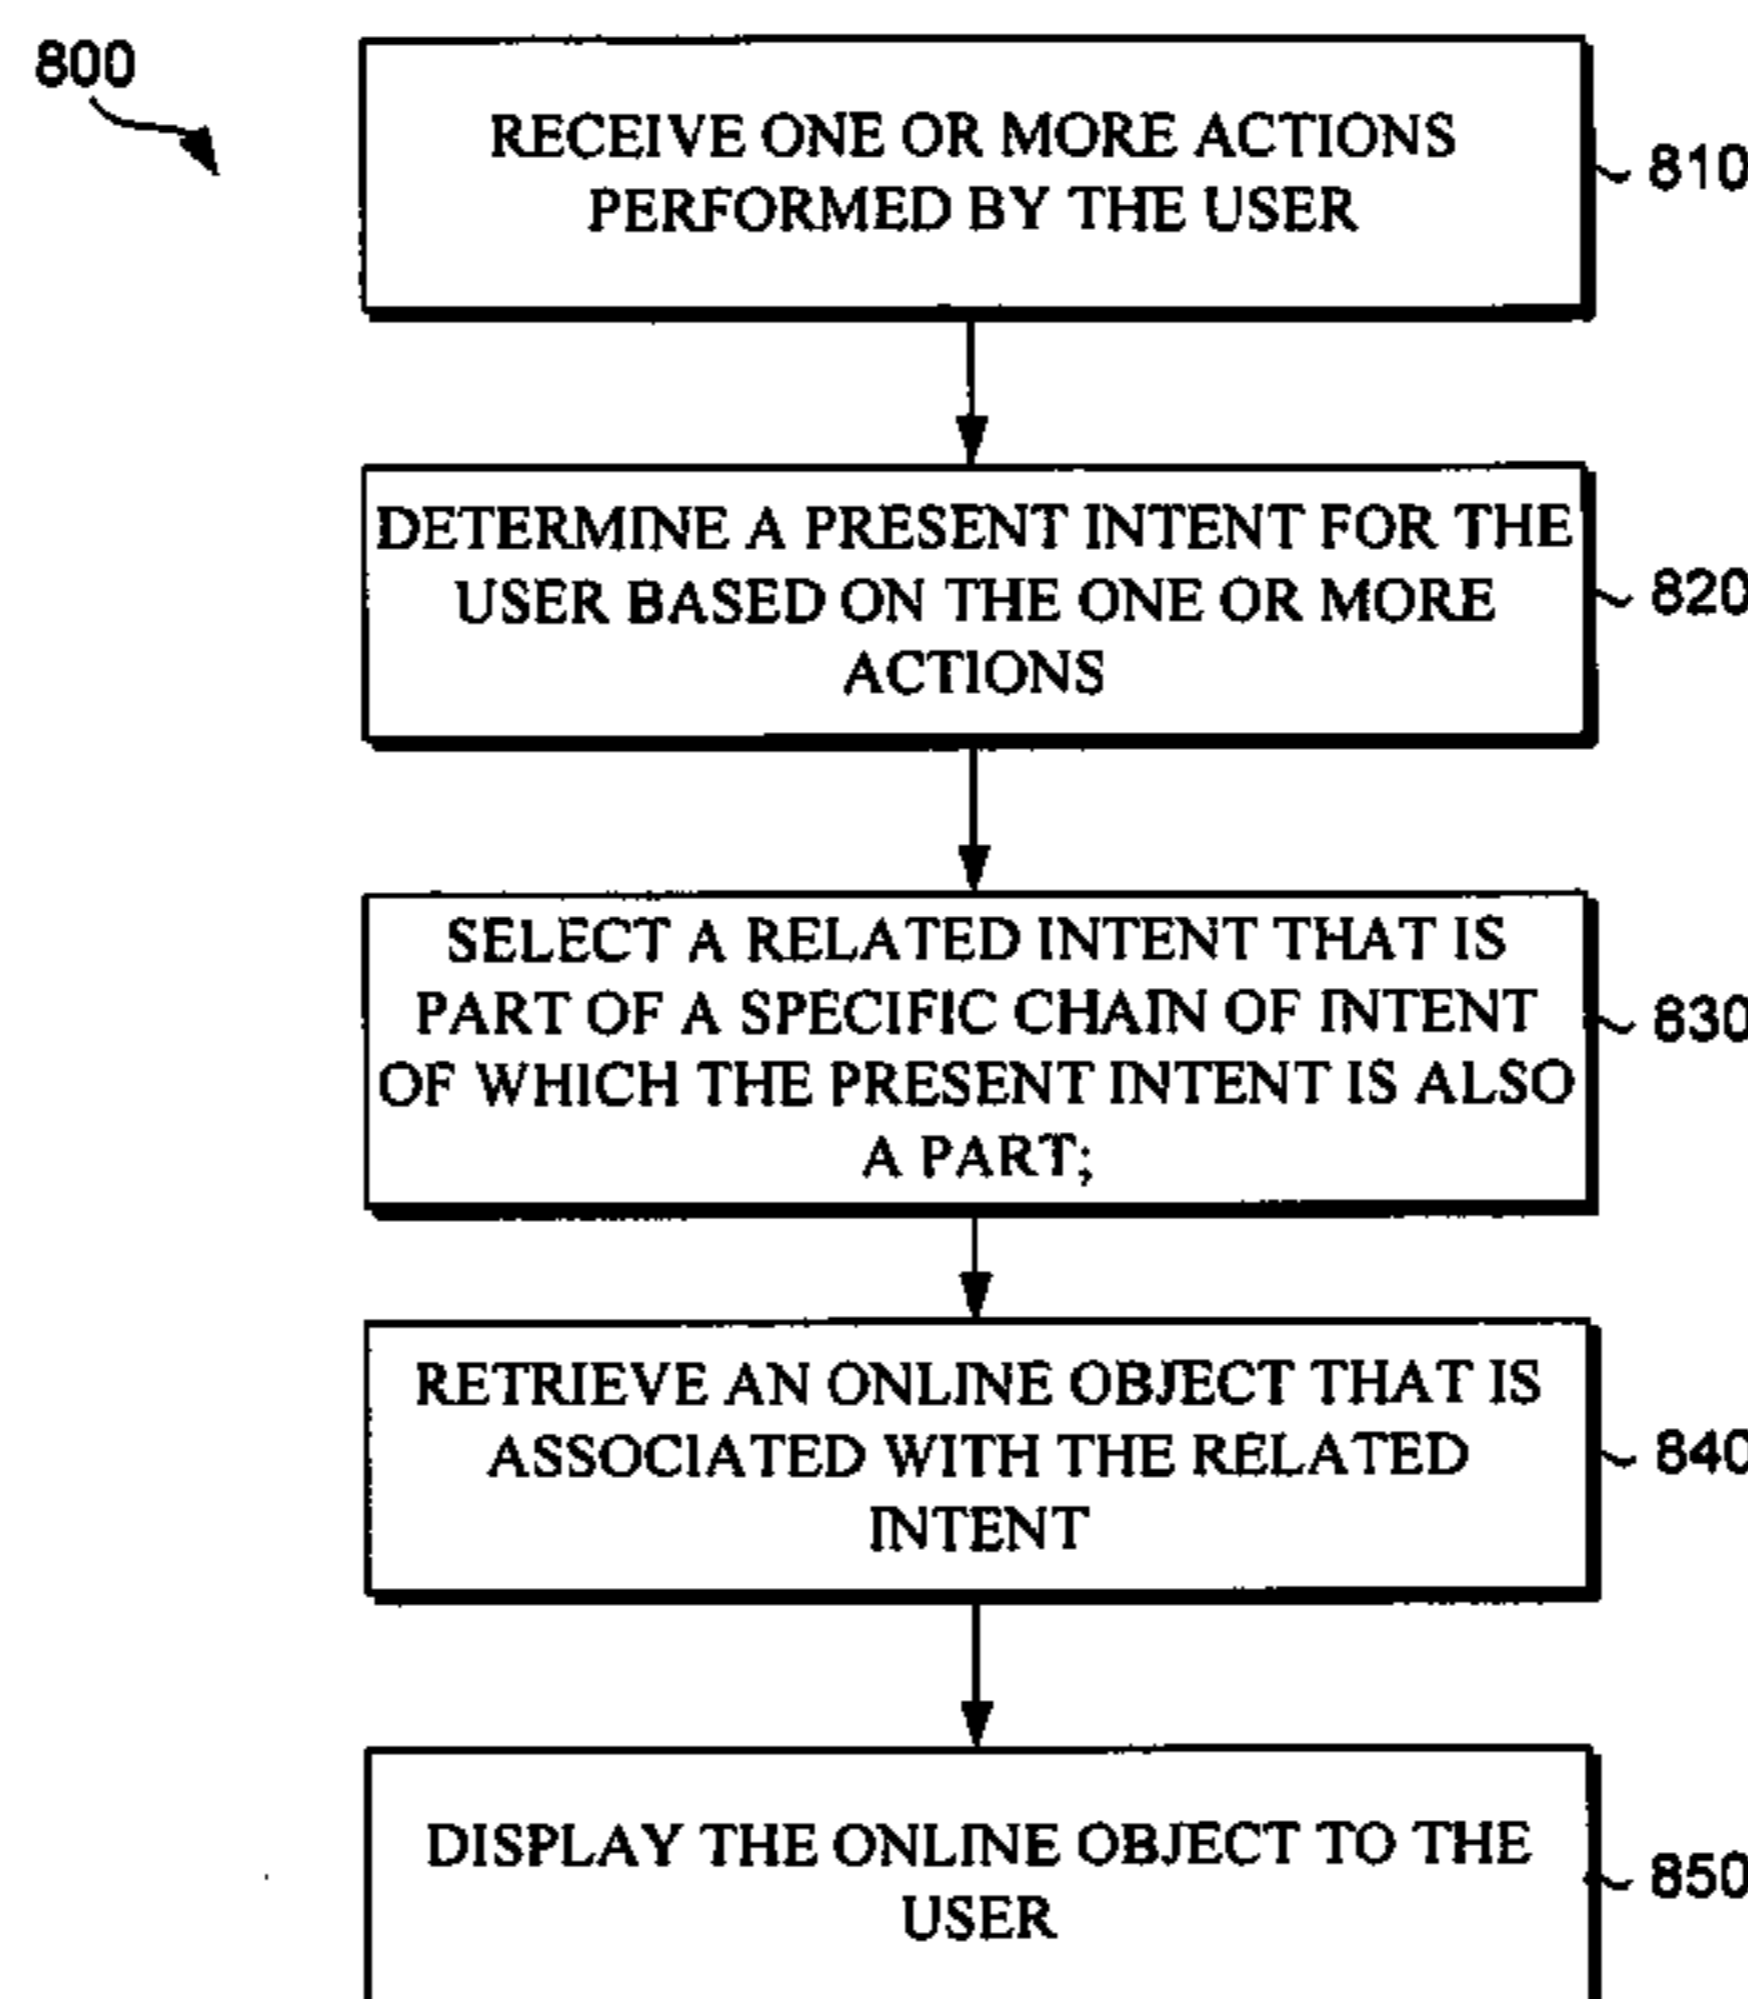 800
RECEIVE ONE OR MORE ACTIONS
PERFORMED BY THE USER
810
DETERMINE A PRESENT INTENT FOR THE
USER BASED ON THE ONE OR MORE
ACTIONS
820
SELECT A RELATED INTENT THAT IS
PART OF A SPECIFIC CHAIN OF INTENT
OF WHICH THE PRESENT INTENT IS ALSO
A PART;
830
RETRIEVE AN ONLINE OBJECT THAT IS
ASSOCIATED WITH THE RELATED
INTENT
840
DISPLAY THE ONLINE OBJECT TO THE
USER
850